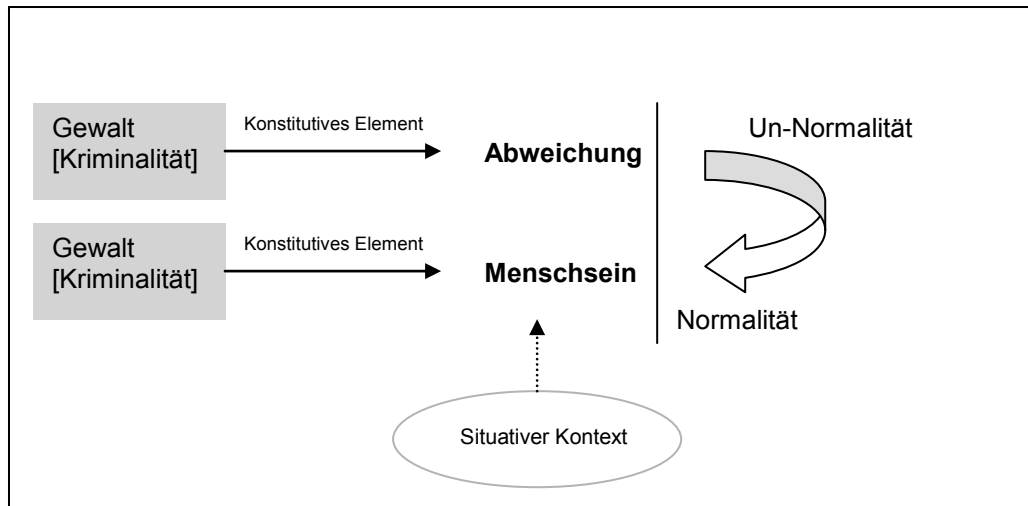 Gewalt
[Kriminalität]
Konstitutives Element
Abweichung
Un-Normalität
Gewalt
[Kriminalität]
Konstitutives Element
Menschsein
Normalität
Situativer Kontext